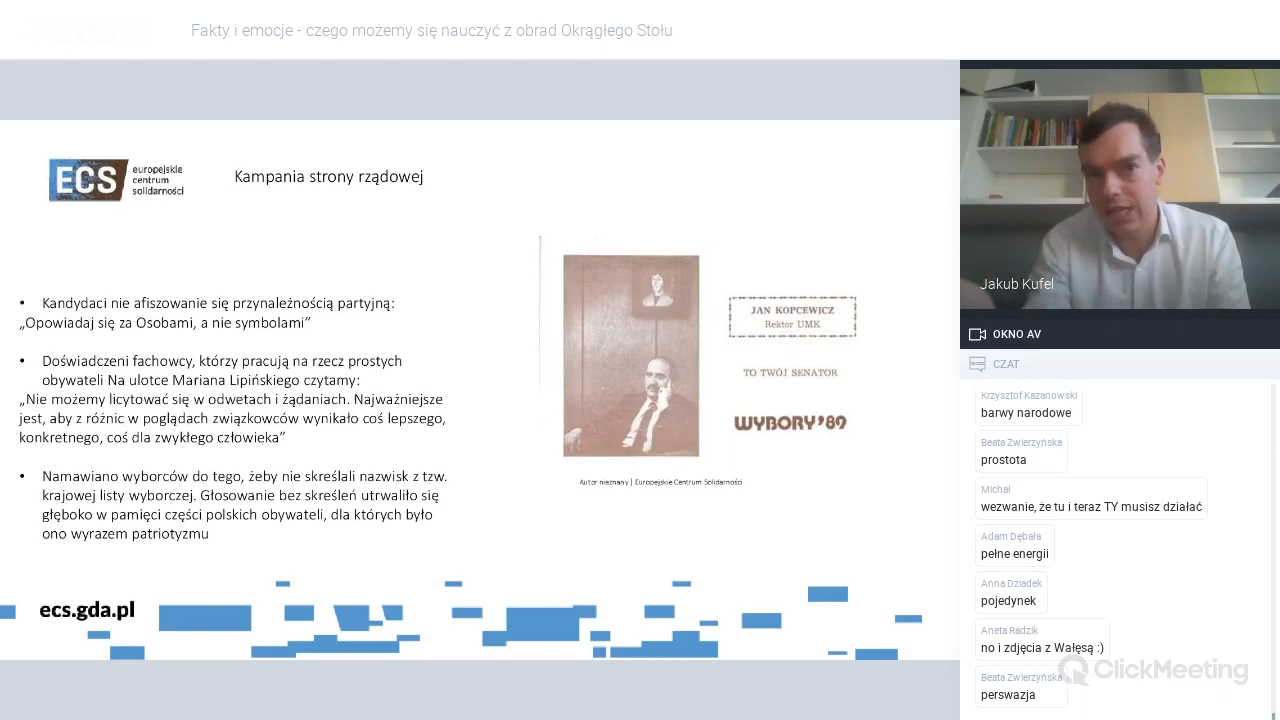 Fakty i emocje - czego możemy się nauczyć z obrad Okrągłego Stołu
ECS
europejskie
centrum
solidarności
Kampania strony rządowej
• Kandydaci nie afiszowanie się przynależnością partyjną:
„Opowiadaj się za Osobami, a nie symbolami”
• Doświadczeni fachowcy, którzy pracują na rzecz prostych
obywateli Na ulotce Mariana Lipińskiego czytamy:
„Nie możemy licytować się w odwetach i żądaniach. Najważniejsze
jest, aby z różnic w poglądach związkowców wynikało coś lepszego,
konkretnego, coś dla zwykłego człowieka”
• Namawiano wyborców do tego, żeby nie skreślali nazwisk z tzw.
krajowej listy wyborczej. Głosowanie bez skreśleń utrwaliło się
głęboko w pamięci części polskich obywateli, dla których było
ono wyrazem patriotyzmu
JAN KOPCEWICZ
Rektor UMK
TO TWÓJ SENATOR
WYBORY'89
Autor nieznany | Europejskie Centrum Solidarności
ecs.gda.pl
Jakub Kufel
OKNO AV
CZAT
Krzysztof Kazanowski
barwy narodowe
Beata Zwierzyńska
prostota
Michał
wezwanie, że tu i teraz TY musisz działać
Adam Dębała
pełne energii
Anna Dziadek
pojedynek
Aneta Radzik
no i zdjęcia z Wałęsą :)
Beata Zwierzyńska
perswazja
ClickMeeting